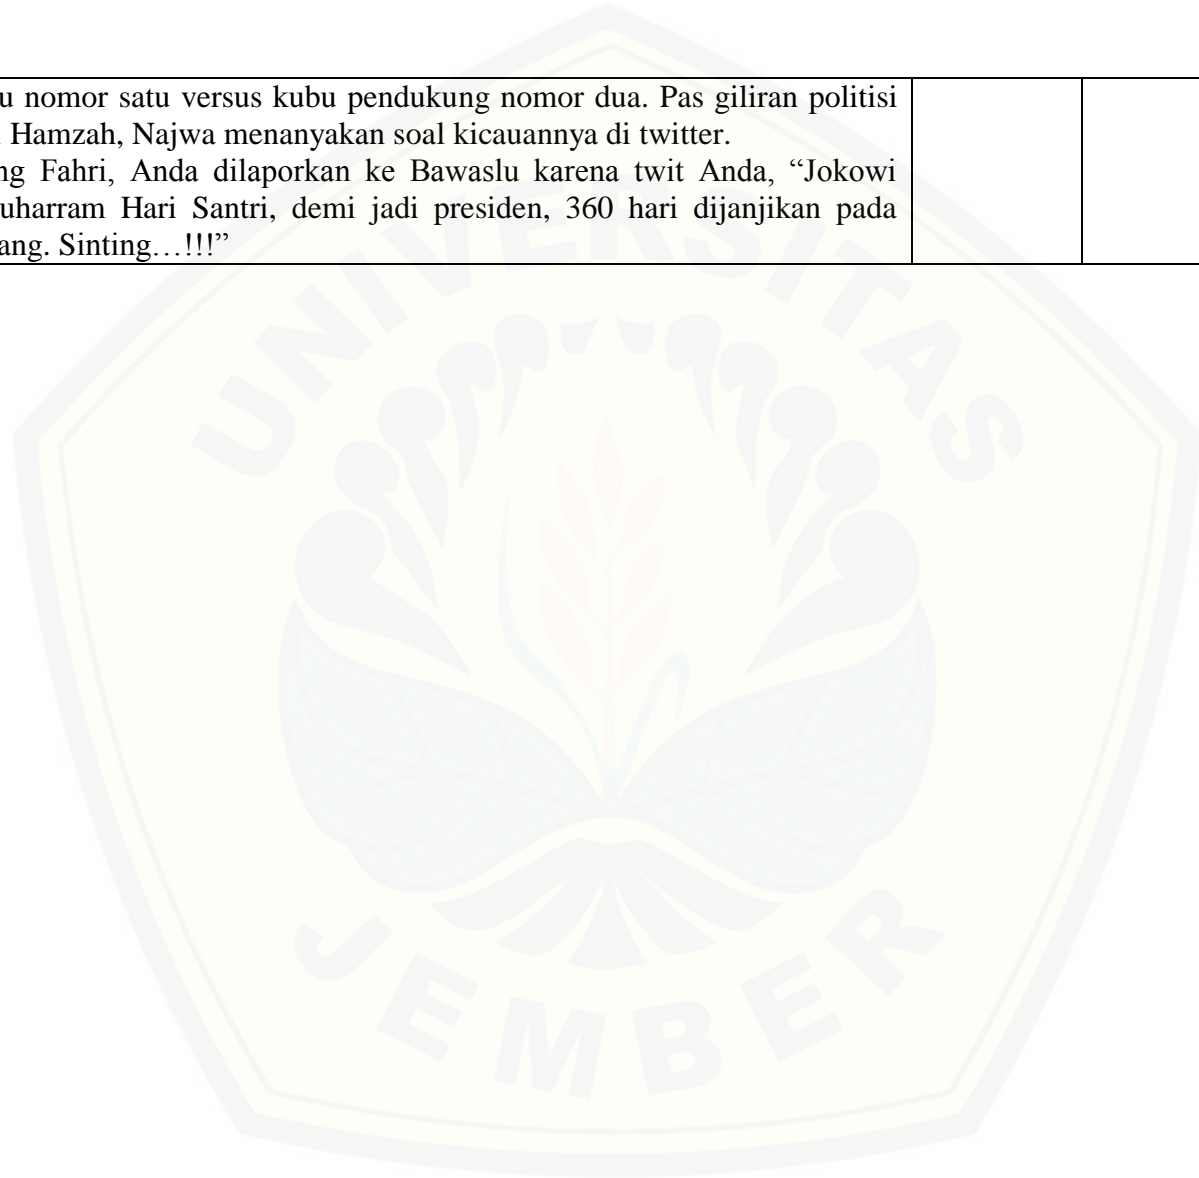 u nomor satu versus kubu pendukung nomor dua. Pas giliran politisi
Hamzah, Najwa menanyakan soal kicauannya di twitter.
ng Fahri, Anda dilaporkan ke Bawaslu karena twit Anda, “Jokowi
uharram Hari Santri, demi jadi presiden, 360 hari dijanjikan pada
ang. Sinting…!!!”
UNIVERSITAS
JEMBER